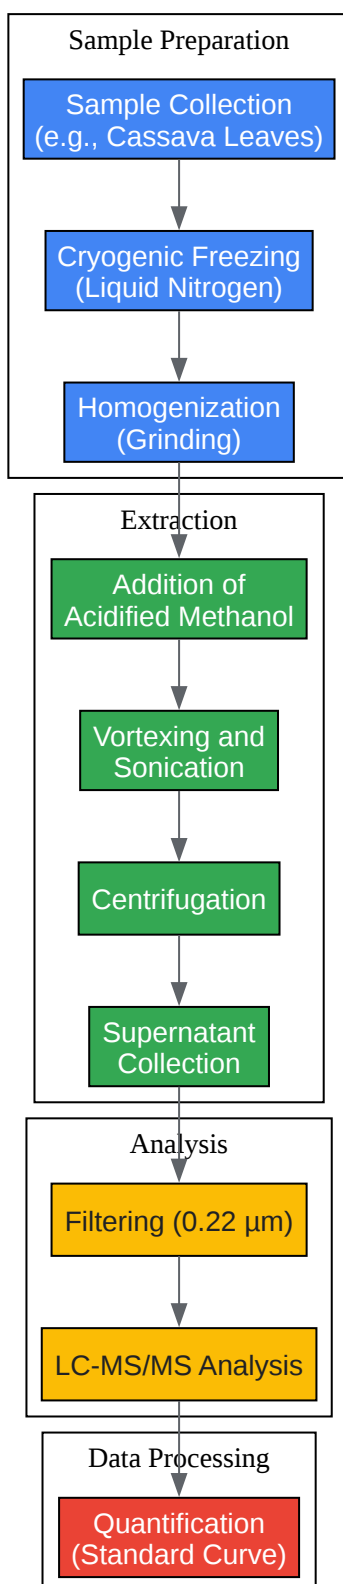 Sample Preparation
Sample Collection
(e.g., Cassava Leaves)
Cryogenic Freezing
(Liquid Nitrogen)
Homogenization
(Grinding)
Extraction
Addition of
Acidified Methanol
Vortexing and
Sonication
Centrifugation
Supernatant
Collection
Analysis
Filtering (0.22 µm)
LC-MS/MS Analysis
Data Processing
Quantification
(Standard Curve)